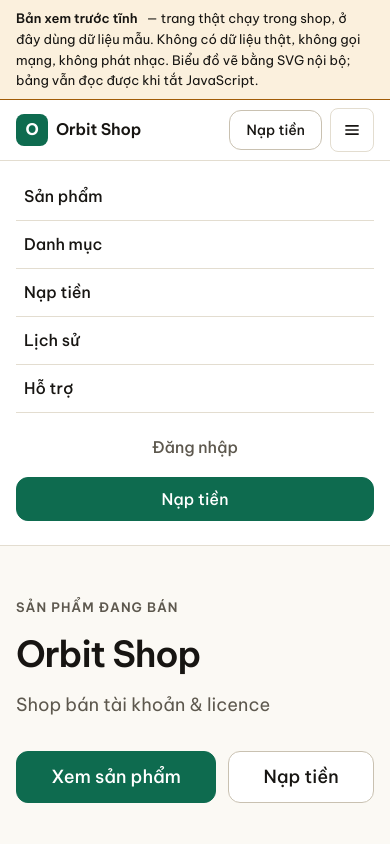 Bản xem trước tĩnh — trang thật chạy trong shop, ở
đây dùng dữ liệu mẫu. Không có dữ liệu thật, không gọi
mạng, không phát nhạc. Biểu đồ vẽ bằng SVG nội bộ;
bảng vẫn đọc được khi tắt JavaScript.
O Orbit Shop Nạp tiền
Sản phẩm
Danh mục
Nạp tiền
Lịch sử
Hỗ trợ
Đăng nhập
Nạp tiền
SẢN PHẨM ĐANG BÁN
Orbit Shop
Shop bán tài khoản & licence
Xem sản phẩm Nạp tiền